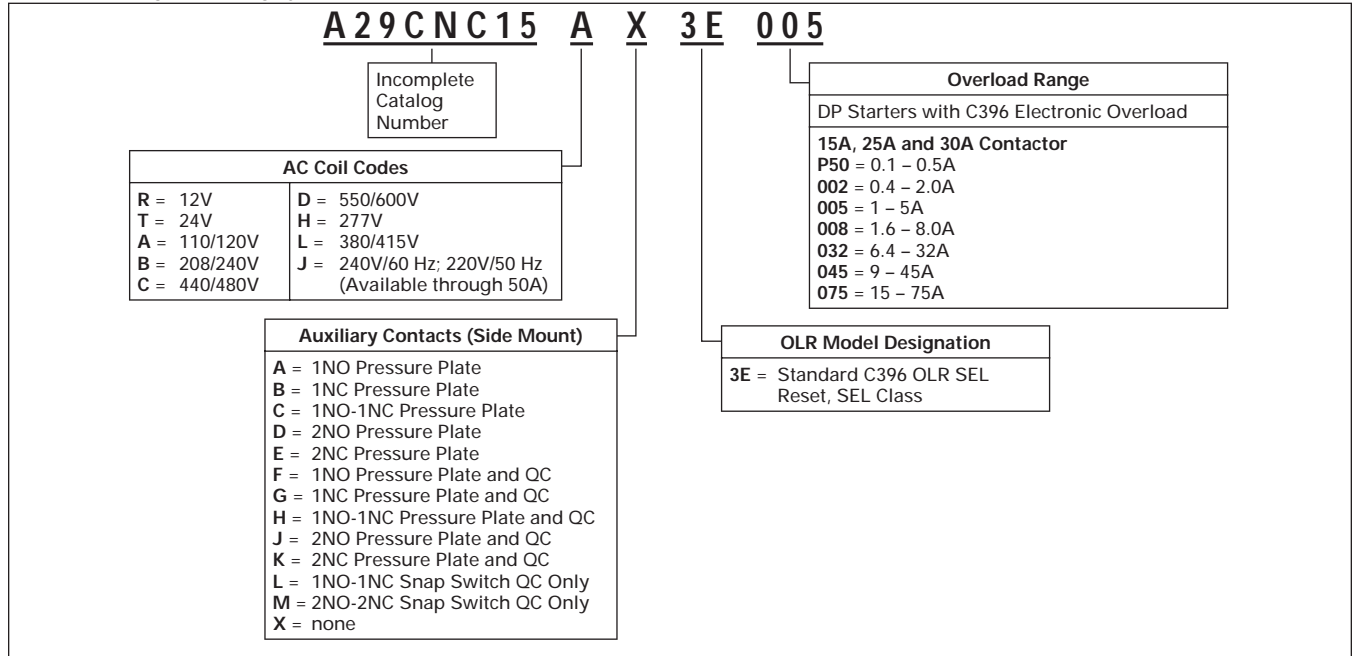 A29CNC15 A X 3E 005
Incomplete
Catalog
Number
Overload Range
DP Starters with C396 Electronic Overload
15A, 25A and 30A Contactor
P50 = 0.1 – 0.5A
002 = 0.4 – 2.0A
005 = 1 – 5A
008 = 1.6 – 8.0A
032 = 6.4 – 32A
045 = 9 – 45A
075 = 15 – 75A
AC Coil Codes
R = 12V
T = 24V
A = 110/120V
B = 208/240V
C = 440/480V
D = 550/600V
H = 277V
L = 380/415V
J = 240V/60 Hz; 220V/50 Hz
(Available through 50A)
Auxiliary Contacts (Side Mount)
A = 1NO Pressure Plate
B = 1NC Pressure Plate
C = 1NO-1NC Pressure Plate
D = 2NO Pressure Plate
E = 2NC Pressure Plate
F = 1NO Pressure Plate and QC
G = 1NC Pressure Plate and QC
H = 1NO-1NC Pressure Plate and QC
J = 2NO Pressure Plate and QC
K = 2NC Pressure Plate and QC
L = 1NO-1NC Snap Switch QC Only
M = 2NO-2NC Snap Switch QC Only
X = none
OLR Model Designation
3E = Standard C396 OLR SEL
Reset, SEL Class